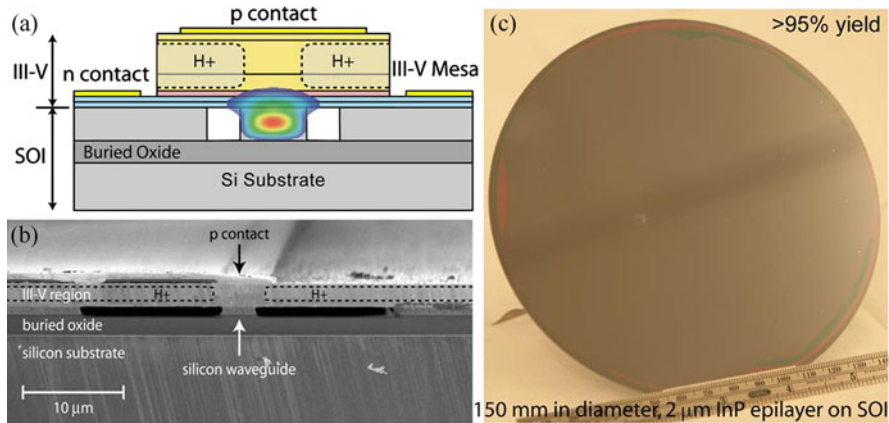 (a)
p contact
III-V
H+
H+
III-V Mesa
n contact
SOI
Buried Oxide
Si Substrate
(b)
p contact
III-V region
H+
H+
buried oxide
silicon substrate
silicon waveguide
10 μm
(c)
>95% yield
150 mm in diameter, 2 μm InP epilayer on SOI